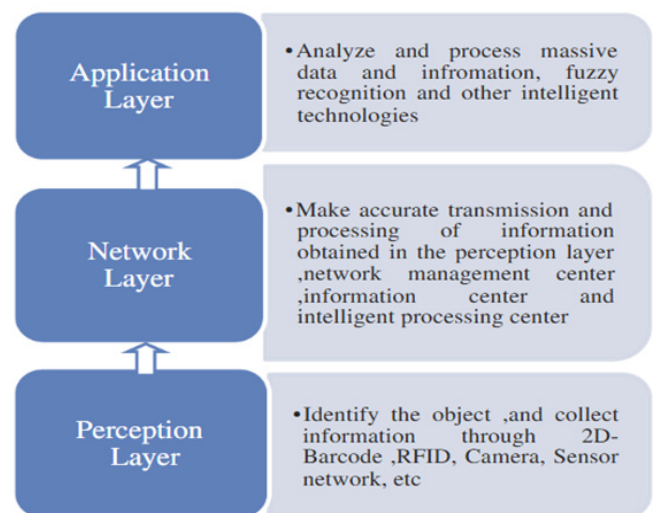 Application
Layer
•Analyze and process massive
data and infromation, fuzzy
recognition and other intelligent
technologies
Network
Layer
•Make accurate transmission and
processing of information
obtained in the perception layer
,network management center
,information center and
intelligent processing center
Perception
Layer
•Identify the object ,and collect
information through 2D-
Barcode ,RFID, Camera, Sensor
network, etc